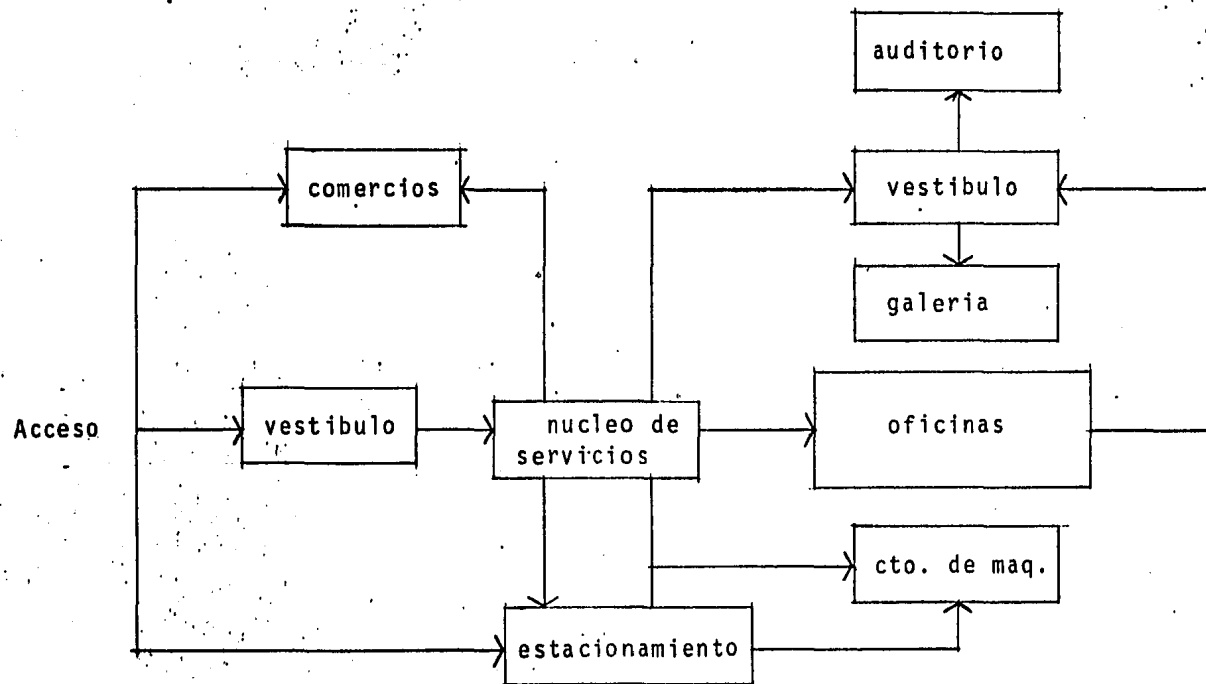 auditorio
comercios
vestibulo
galeria
Acceso
vestibulo
nucleo de
servicios
oficinas
cto. de maq.
estacionamiento